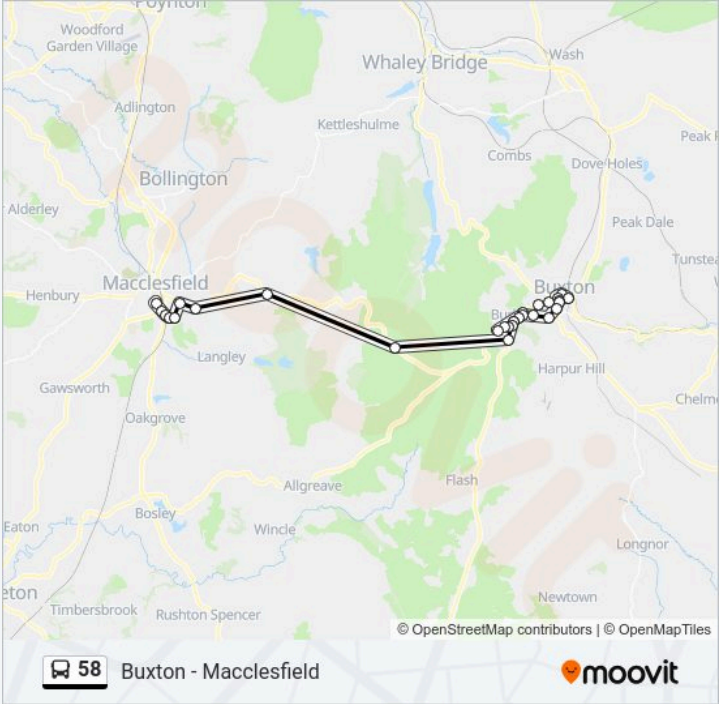 Poynton
Woodford
Garden Village
Whaley Bridge
Wash
Adlington
Kettleshulme
Peak F
Combs
Dove Holes
Bollington
Alderley
Peak Dale
Tunstea
Macclesfield
Buxton
Henbury
Bu
Langley
Harpur Hill
Gawsworth
Chelm
Oakgrove
Flash
Allgreave
Bosley
Eaton
Wincle
Longnor
eton
Newtown
Timbersbrook
Rushton Spencer
© OpenStreetMap contributors | © OpenMapTiles
58
Buxton - Macclesfield
moovit